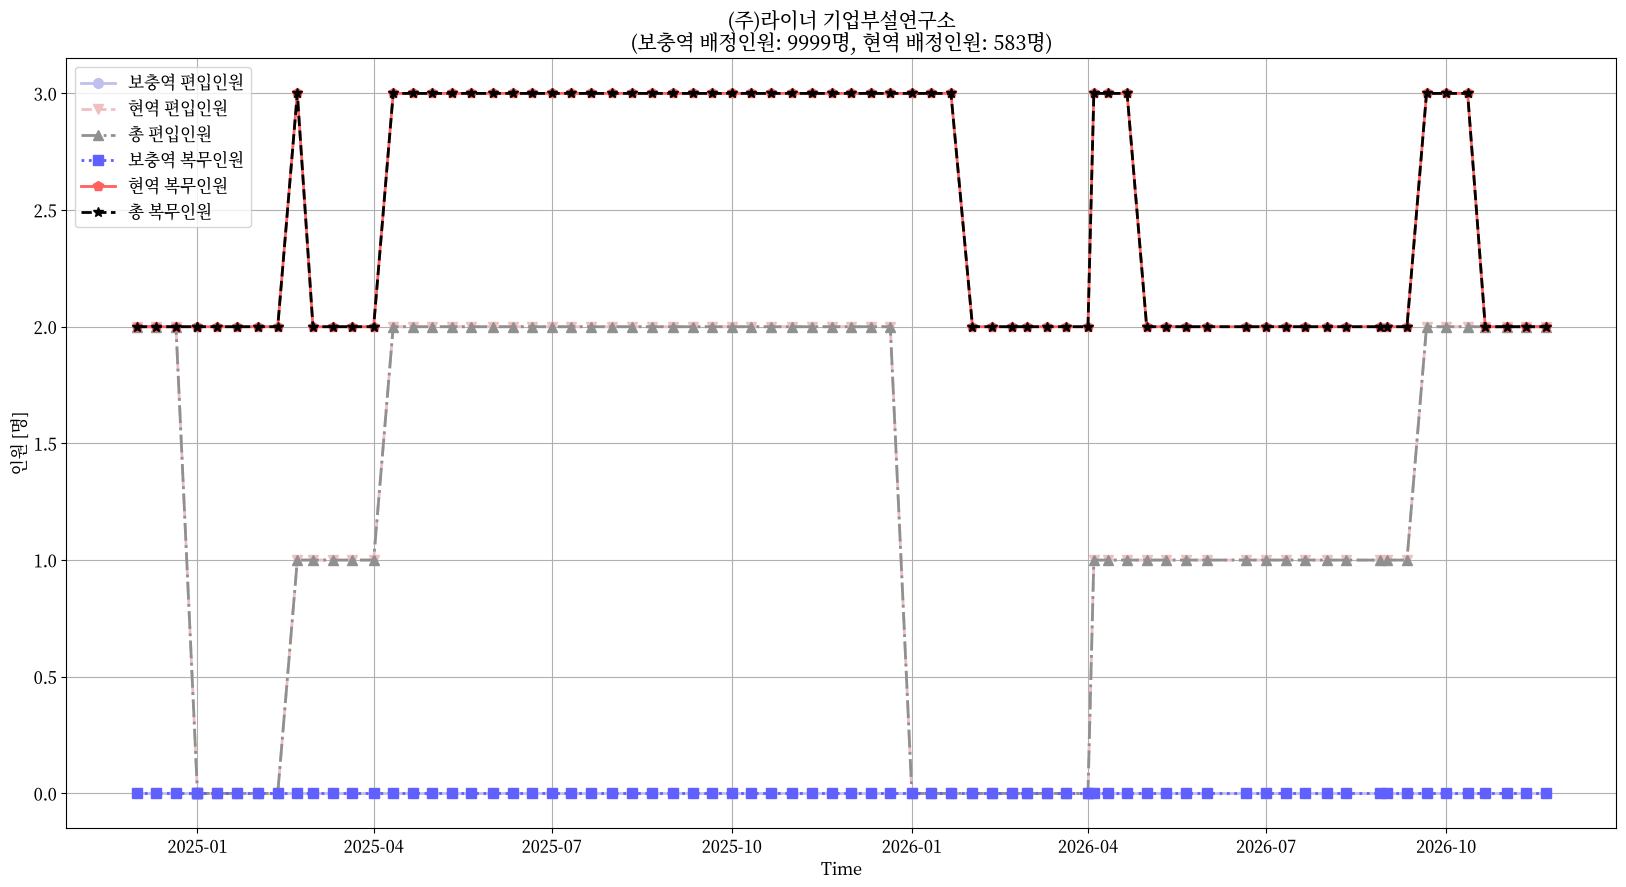 (주)라이너 기업부설연구소
(보충역 배정인원: 9999명, 현역 배정인원: 583명)
보충역 편입인원
현역 편입인원
총 편입인원
보충역 복무인원
현역 복무인원
총 복무인원
3.0
2.5
2.0
1.5
1.0
0.5
0.0
인원 [명]
2025-01 2025-04 2025-07 2025-10 2026-01 2026-04 2026-07 2026-10
Time